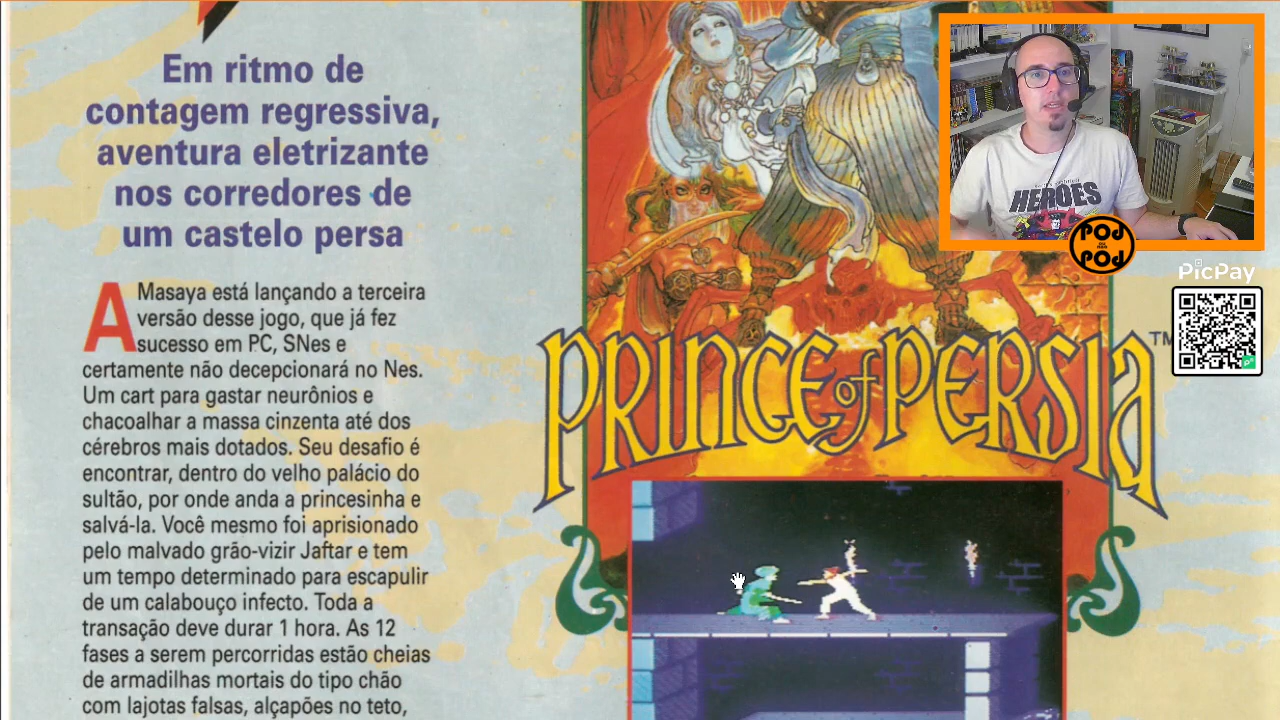 Em ritmo de
contagem regressiva,
aventura eletrizante
nos corredores de
um castelo persa
A Masaya está lançando a terceira
versão desse jogo, que já fez
sucesso em PC, SNes e
certamente não decepcionará no Nes.
Um cart para gastar neurônios e
chacoalhar a massa cinzenta até dos
cérebros mais dotados. Seu desafio é
encontrar, dentro do velho palácio do
sultão, por onde anda a princesinha e
salvá-la. Você mesmo foi aprisionado
pelo malvado grão-vizir Jaftar e tem
um tempo determinado para escapulir
de um calabouço infecto. Toda a
transação deve durar 1 hora. As 12
fases a serem percorridas estão cheias
de armadilhas mortais do tipo chão
com lajotas falsas, alçapões no teto,
PRINCE of PERSIA™
HEROES
POD
POD
PicPay